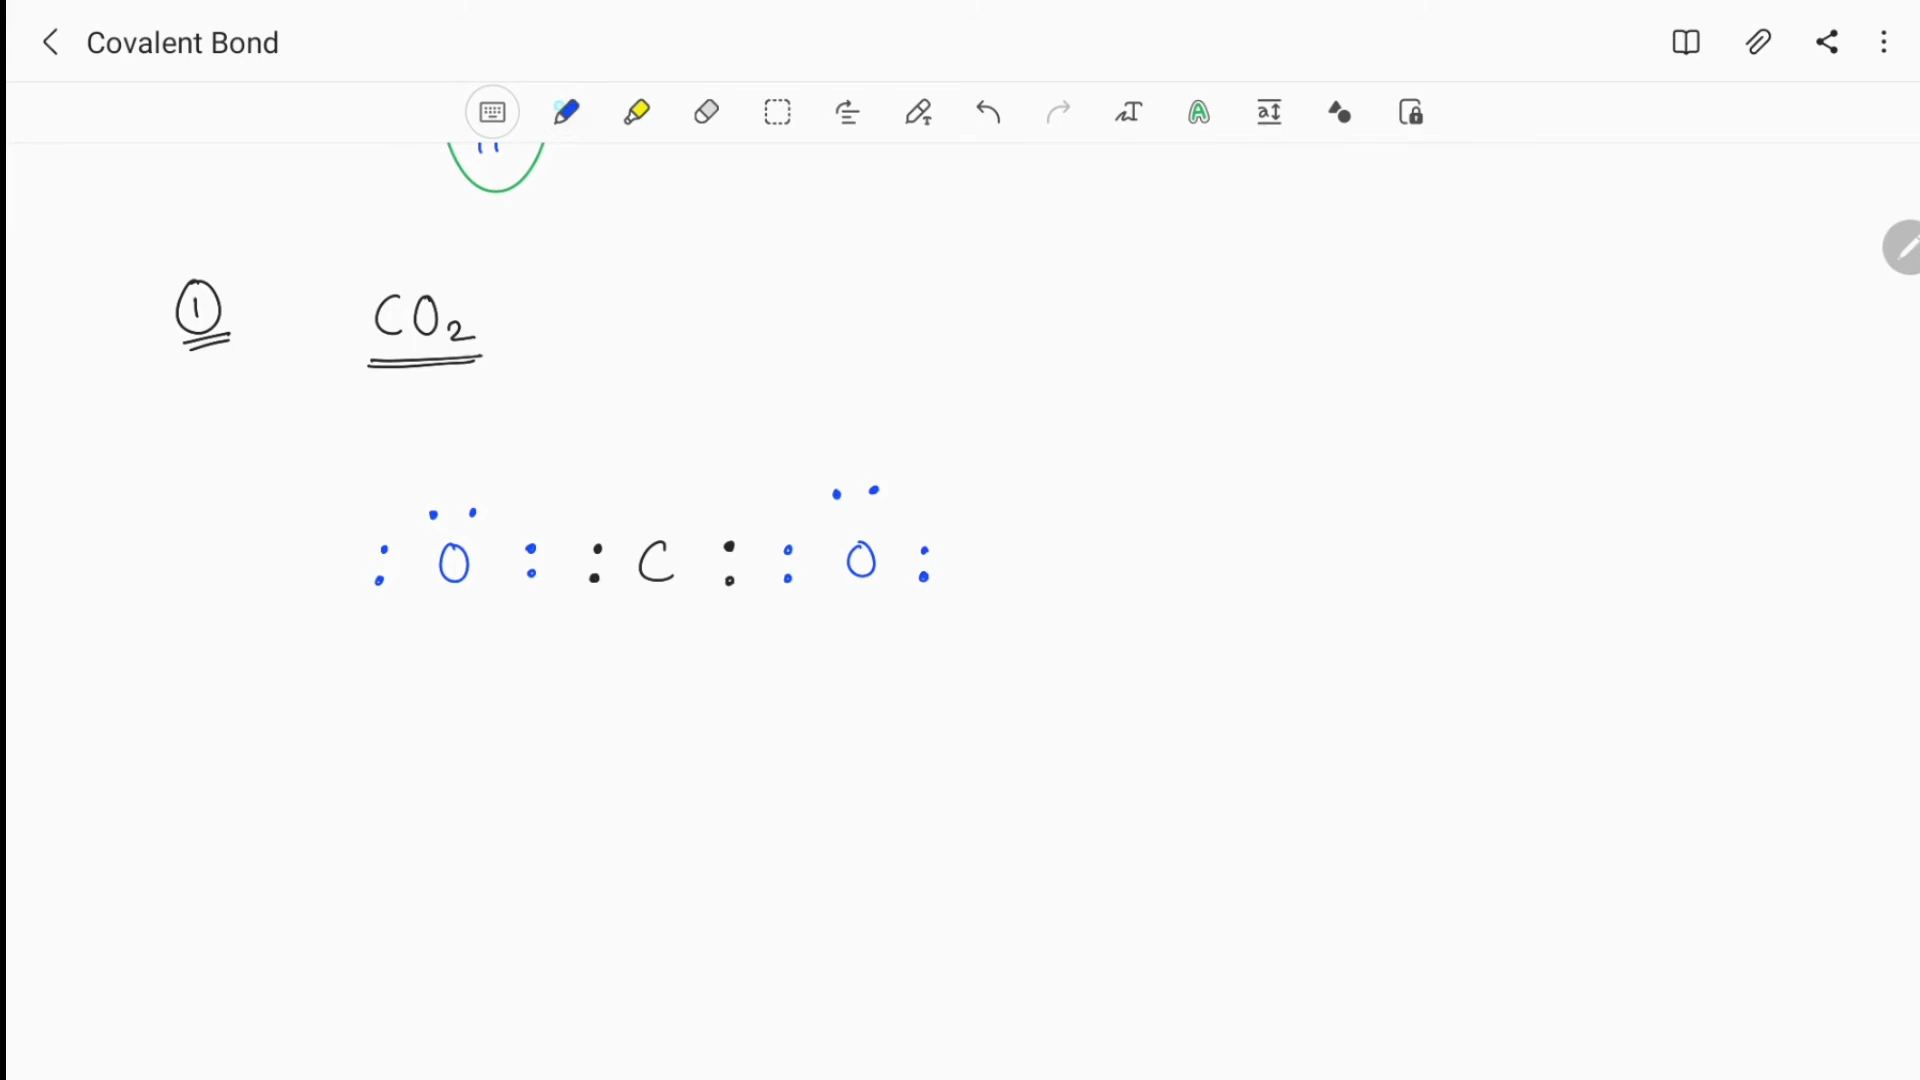 Covalent Bond
1 CO₂
: Ö : : C : : Ö :